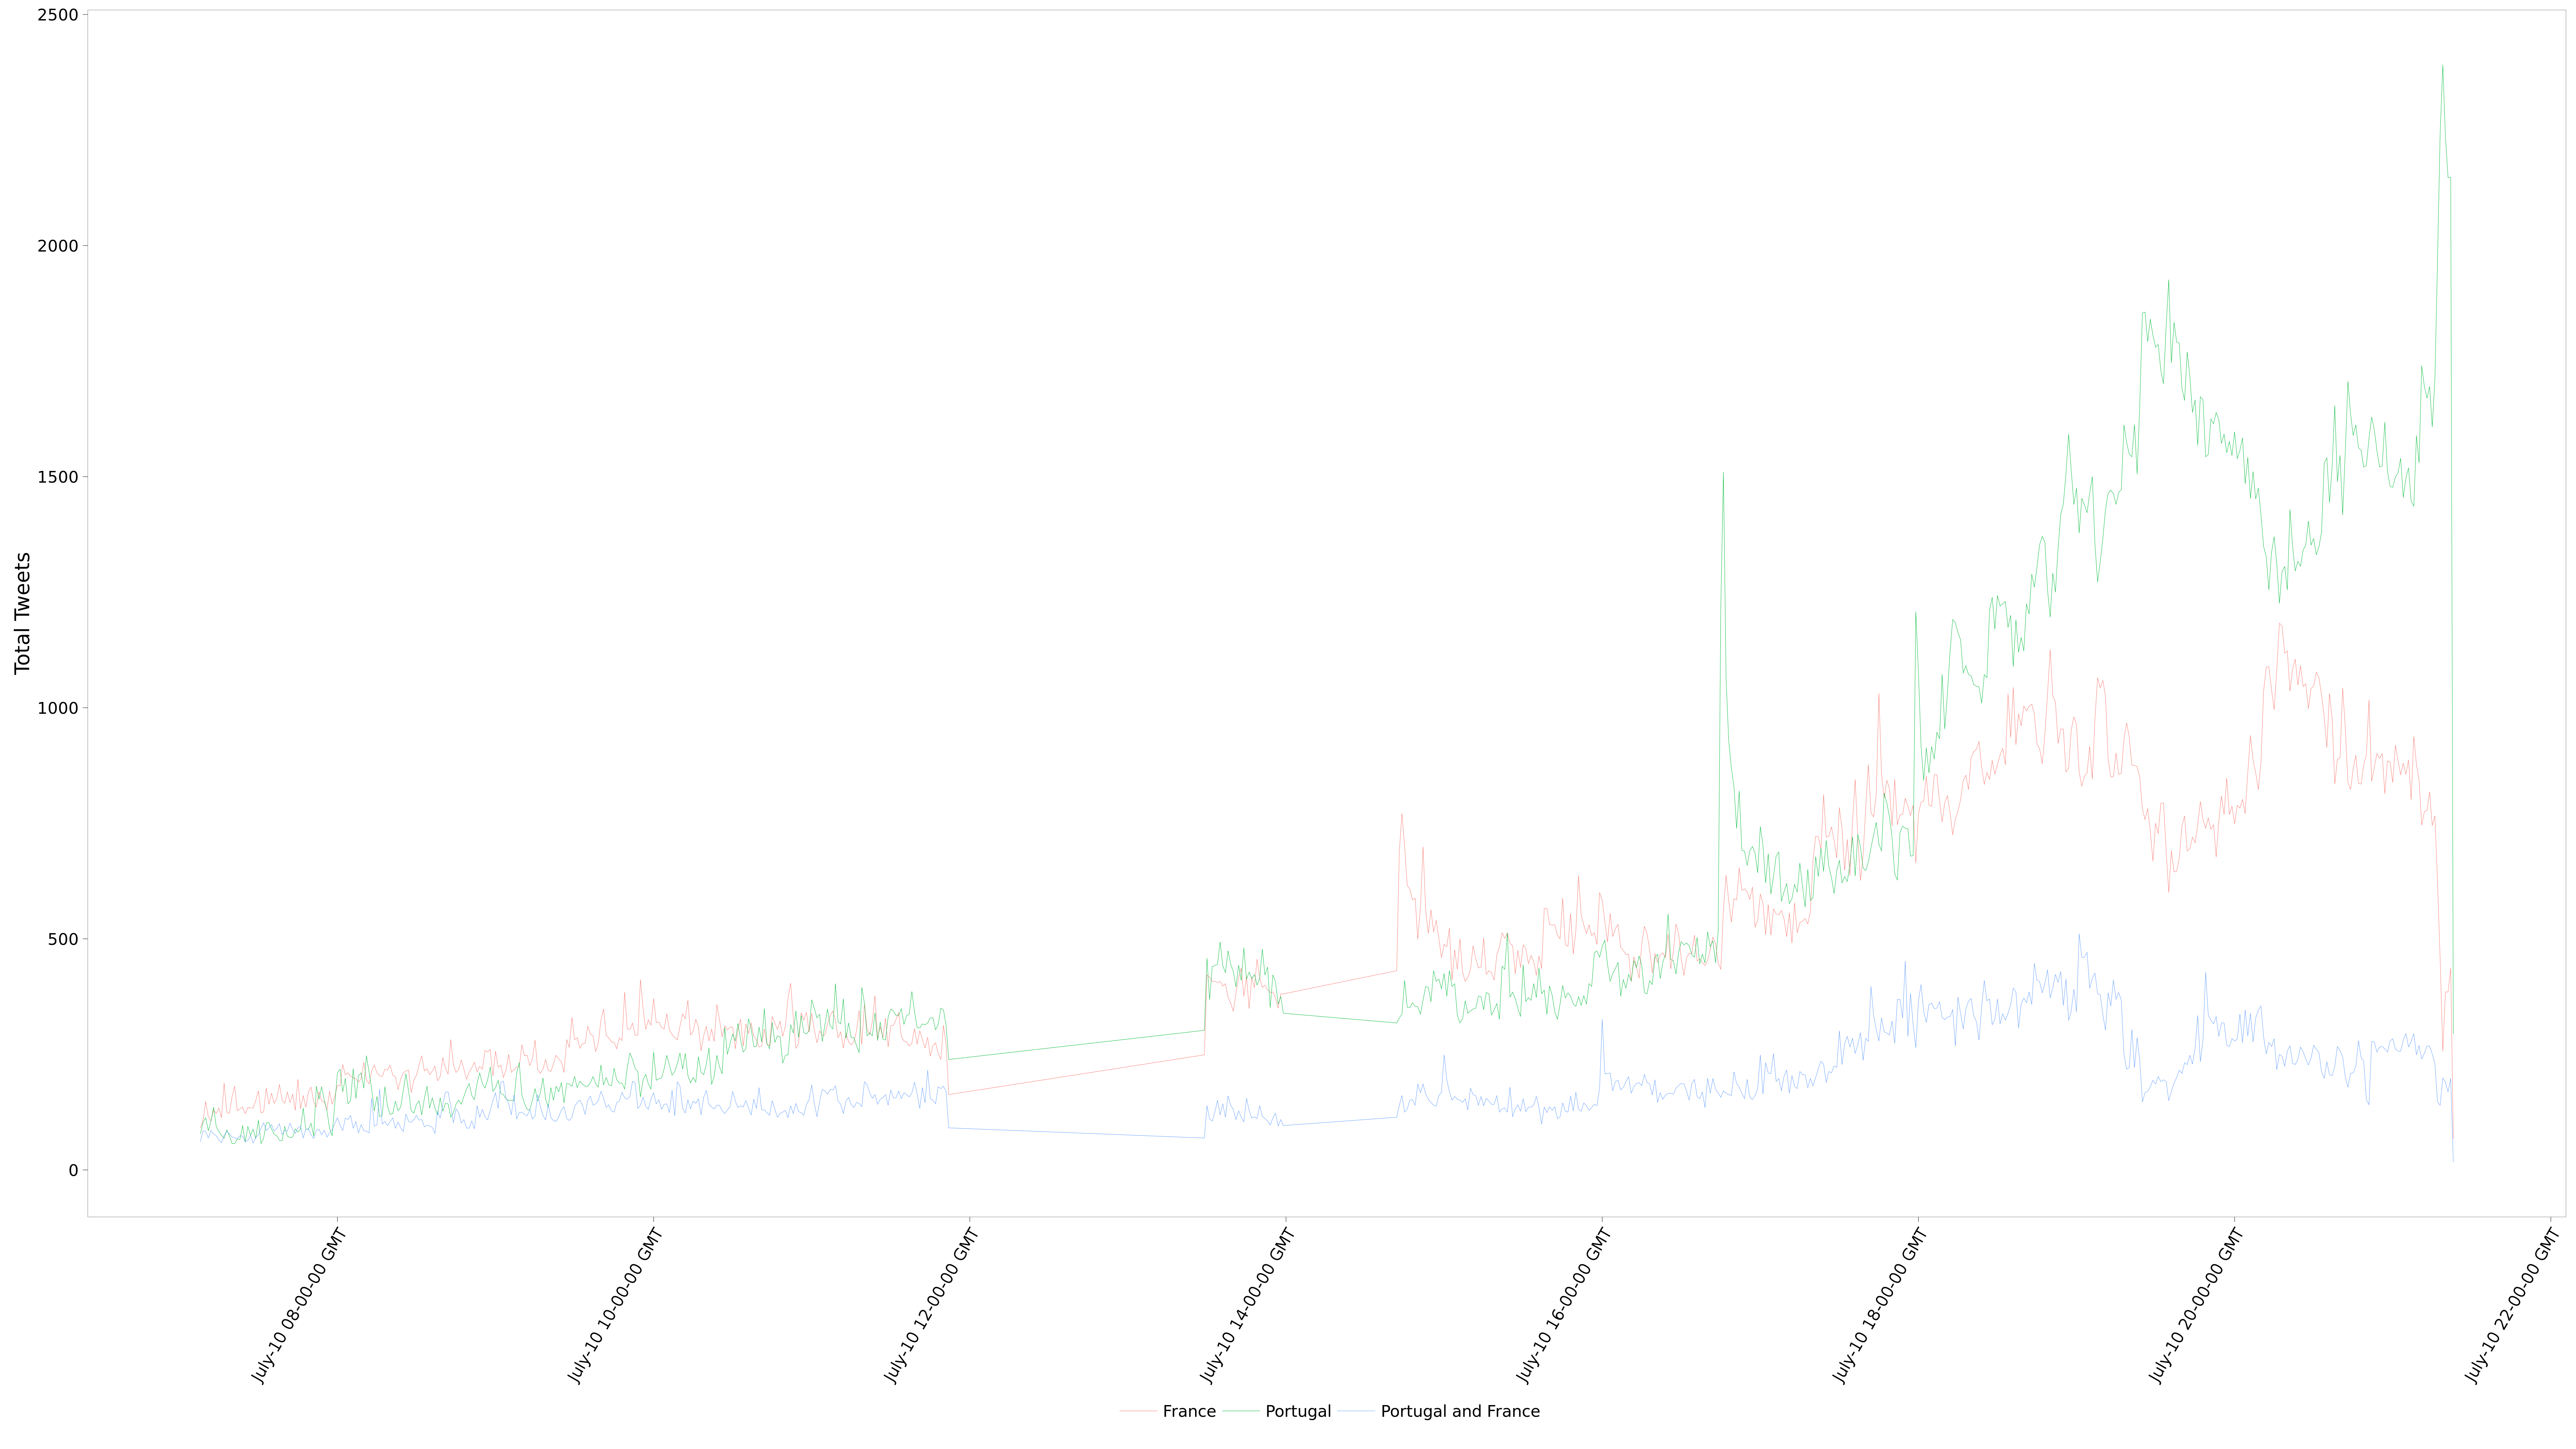 Total Tweets
2500
2000
1500
1000
500
0
July-10 08-00-00 GMT
July-10 10-00-00 GMT
July-10 12-00-00 GMT
July-10 14-00-00 GMT
July-10 16-00-00 GMT
July-10 18-00-00 GMT
July-10 20-00-00 GMT
July-10 22-00-00 GMT
France Portugal Portugal and France